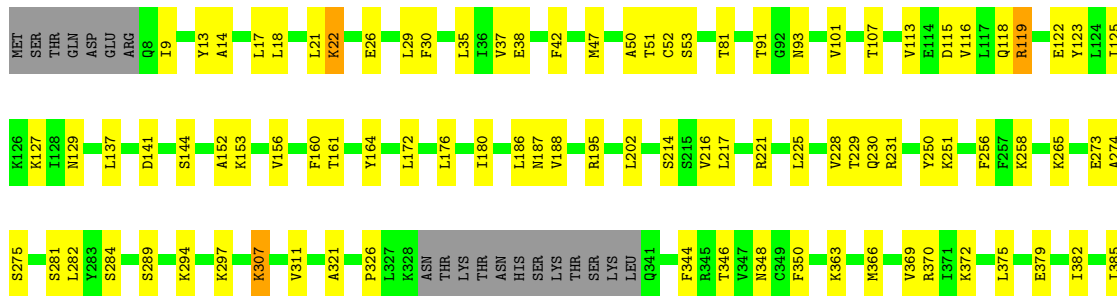 MET SER THR GLN ASP GLU ARG Q8 I9 Y13 A14 L17 L18 L21 K22 E26 L29 F30 L35 I36 V37 E38 F42 M47 A50 T51 C52 S53 T81 T91 G92 N93 V101 T107 V113 E114 D115 V116 L117 Q118 R119 E122 Y123 L124 I125
K126 K127 I128 N129 L137 D141 S144 A152 K153 V156 F160 T161 Y164 L172 L176 I180 L186 N187 V188 R195 L202 S214 S215 V216 L217 R221 L225 V228 T229 Q230 R231 Y250 K251 F256 F257 K258 K265 E273 A274
S275 S281 L282 Y283 S284 S289 K294 K297 K307 V311 A321 P326 L327 K328 ASN THR LYS THR ASN HIS SER LYS THR SER LYS LEU Q341 F344 R345 T346 V347 N348 C349 F350 K363 M366 V369 R370 I371 K372 L375 E379 I382 I385